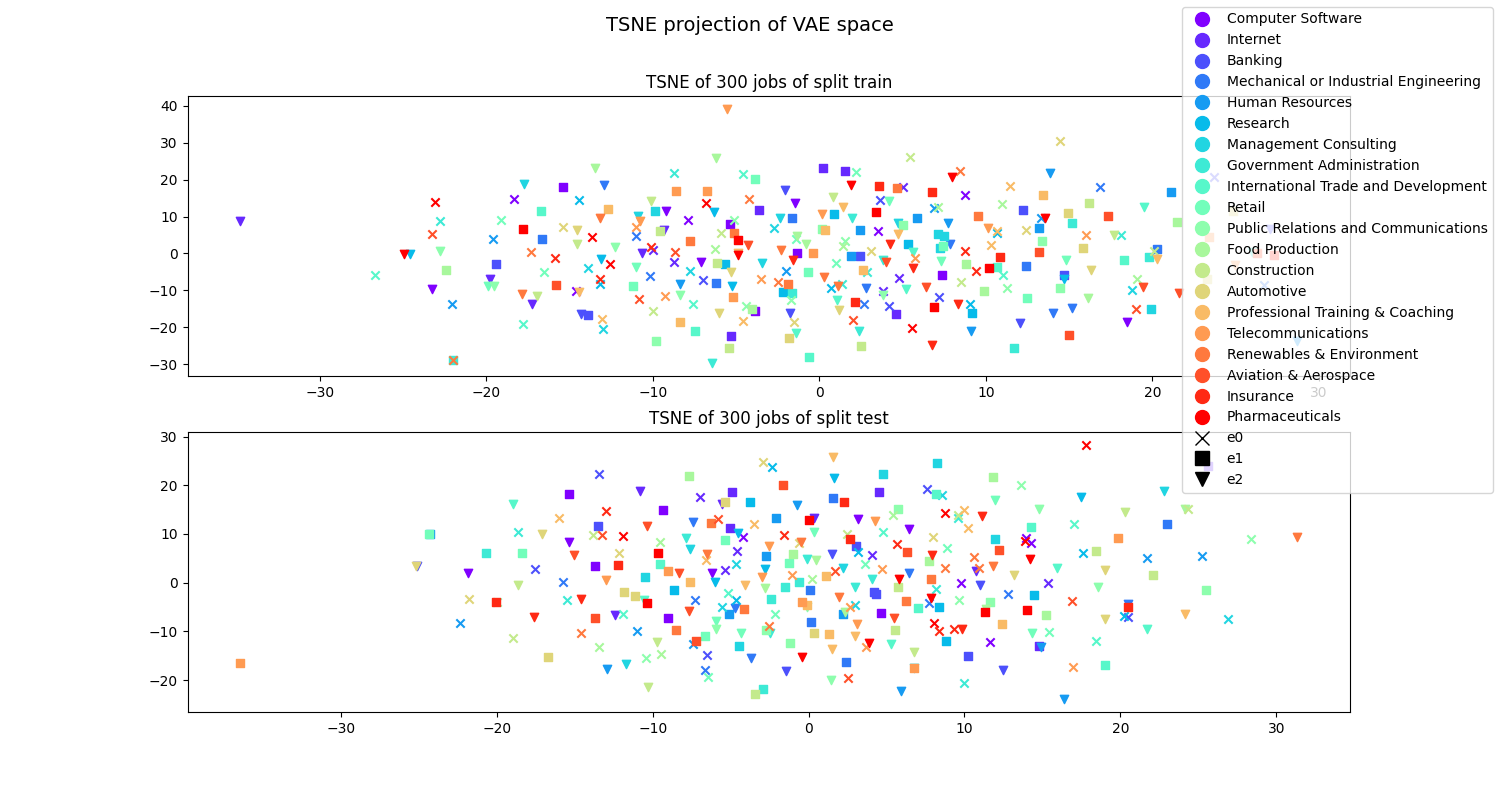 TSNE projection of VAE space
TSNE of 300 jobs of split train
40
30
20
10
0
−10
−20
−30
−30
−20
−10
0
10
20
30
TSNE of 300 jobs of split test
30
20
10
0
−10
−20
−30
−20
−10
0
10
20
30
Computer Software
Internet
Banking
Mechanical or Industrial Engineering
Human Resources
Research
Management Consulting
Government Administration
International Trade and Development
Retail
Public Relations and Communications
Food Production
Construction
Automotive
Professional Training & Coaching
Telecommunications
Renewables & Environment
Aviation & Aerospace
Insurance
Pharmaceuticals
e0
e1
e2